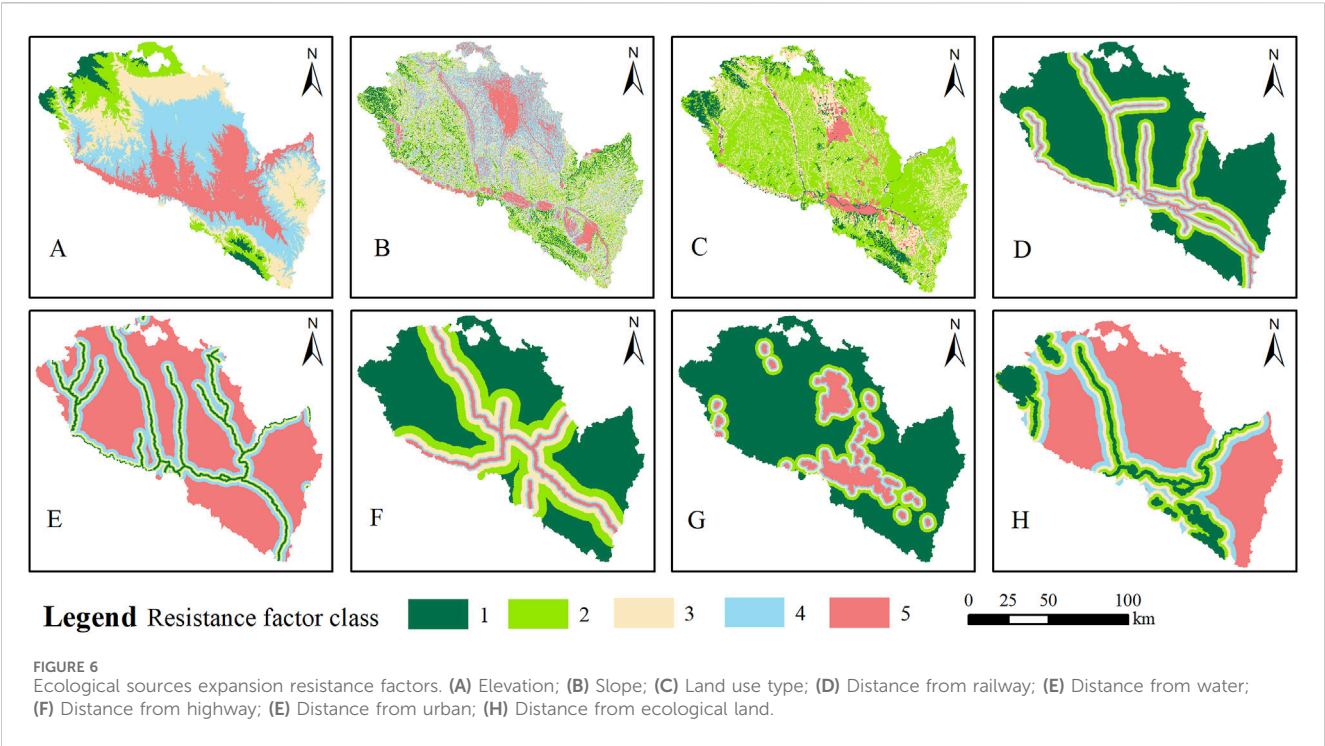 N
N
N
N
A
B
C
D
N
N
N
N
E
F
G
H
Legend Resistance factor class 1 2 3 4 5
0 25 50 100
km
FIGURE 6
Ecological sources expansion resistance factors. (A) Elevation; (B) Slope; (C) Land use type; (D) Distance from railway; (E) Distance from water;
(F) Distance from highway; (E) Distance from urban; (H) Distance from ecological land.